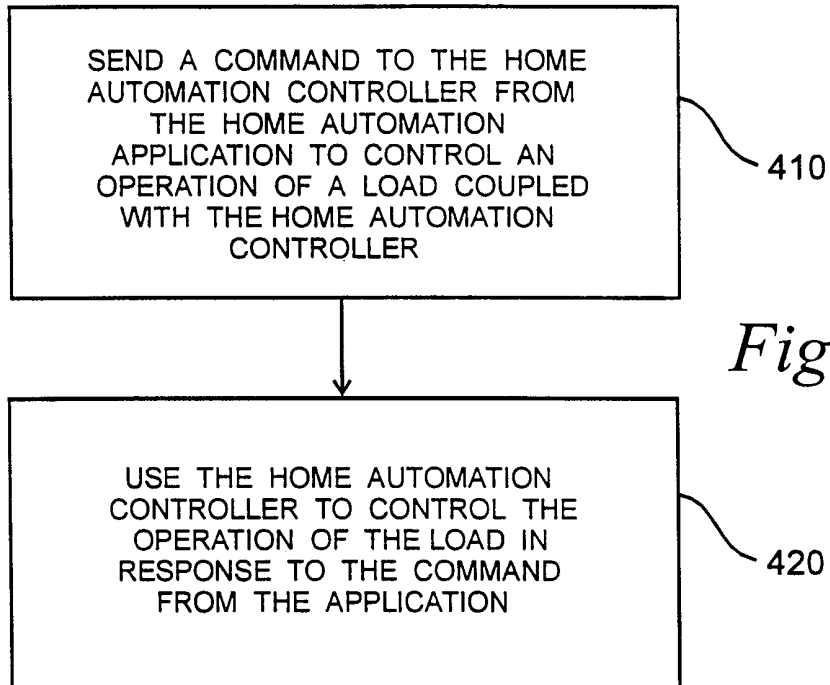 SEND A COMMAND TO THE HOME
AUTOMATION CONTROLLER FROM
THE HOME AUTOMATION
APPLICATION TO CONTROL AN
OPERATION OF A LOAD COUPLED
WITH THE HOME AUTOMATION
CONTROLLER
410
Fig
USE THE HOME AUTOMATION
CONTROLLER TO CONTROL THE
OPERATION OF THE LOAD IN
RESPONSE TO THE COMMAND
FROM THE APPLICATION
420